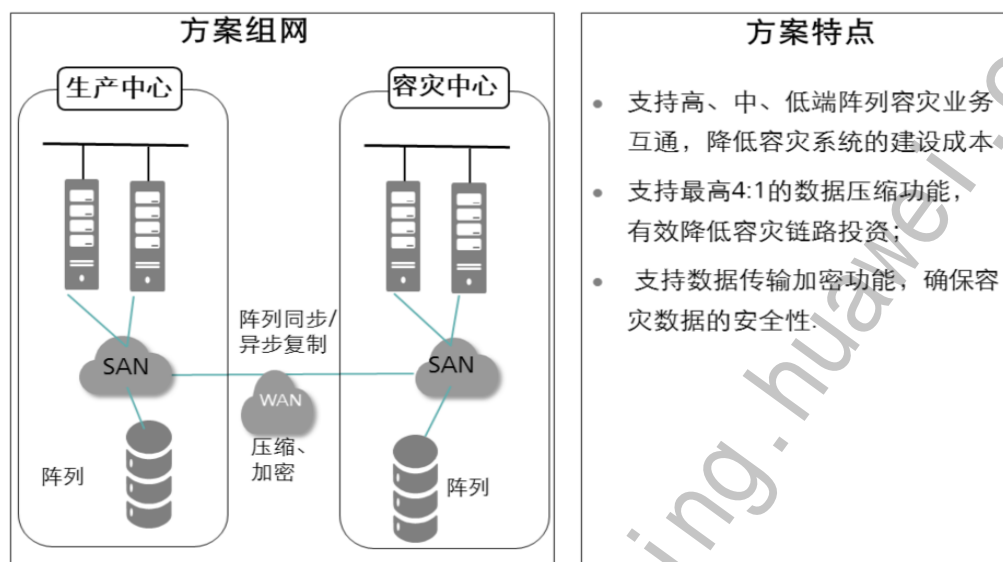 方案组网
生产中心
容灾中心
阵列同步/
异步复制
SAN
SAN
WAN
压缩、
加密
阵列
阵列
方案特点
• 支持高、中、低端阵列容灾业务
互通，降低容灾系统的建设成本
• 支持最高4:1的数据压缩功能，
有效降低容灾链路投资；
• 支持数据传输加密功能，确保容
灾数据的安全性.
ing.huawei.c